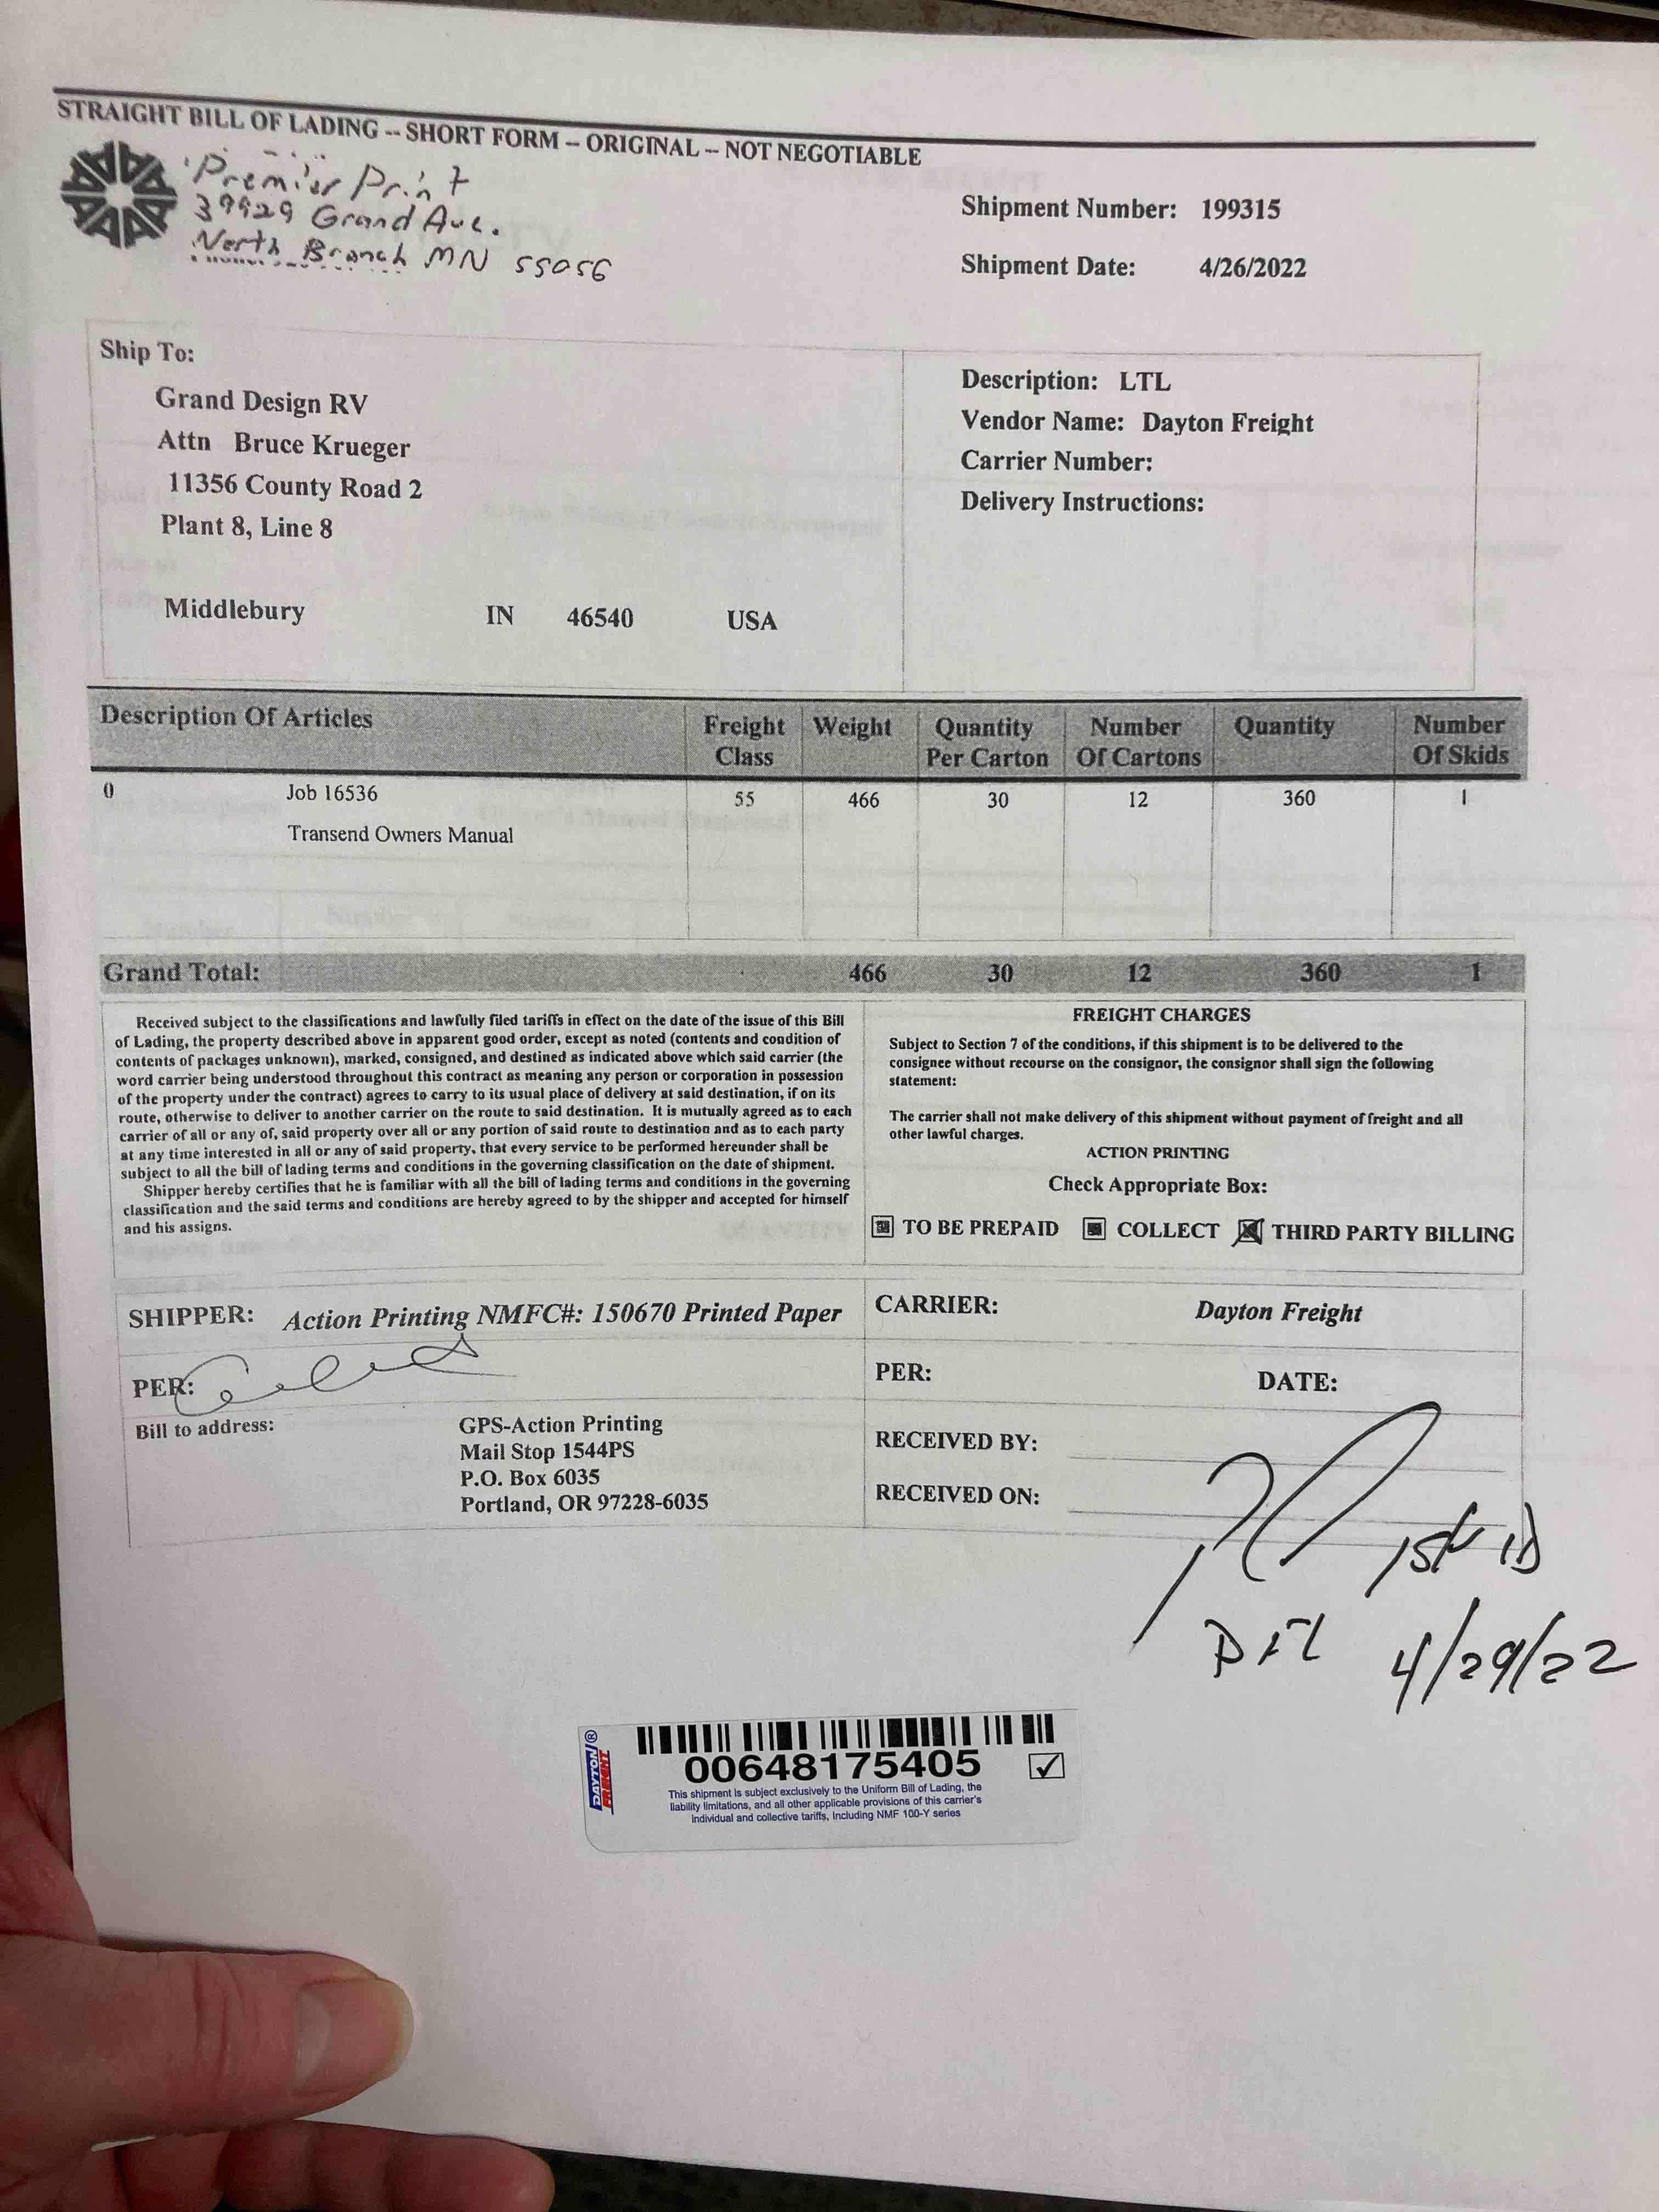 STRAIGHT BILL OF LADING -- SHORT FORM -- ORIGINAL -- NOT NEGOTIABLE
Premier Print
39929 Grand Ave.
North Branch MN 55056
Shipment Number: 199315
Shipment Date: 4/26/2022
Ship To:
Grand Design RV
Attn Bruce Krueger
11356 County Road 2
Plant 8, Line 8
Middlebury IN 46540 USA
Description: LTL
Vendor Name: Dayton Freight
Carrier Number:
Delivery Instructions:
Description Of Articles Freight Class Weight Quantity Per Carton Number Of Cartons Quantity Number Of Skids
0 Job 16536 55 466 30 12 360 1
Transend Owners Manual
Grand Total: 466 30 12 360 1
Received subject to the classifications and lawfully filed tariffs in effect on the date of the issue of this Bill
of Lading, the property described above in apparent good order, except as noted (contents and condition of
contents of packages unknown), marked, consigned, and destined as indicated above which said carrier (the
word carrier being understood throughout this contract as meaning any person or corporation in possession
of the property under the contract) agrees to carry to its usual place of delivery at said destination, if on its
route, otherwise to deliver to another carrier on the route to said destination. It is mutually agreed as to each
carrier of all or any of, said property over all or any portion of said route to destination and as to each party
at any time interested in all or any of said property, that every service to be performed hereunder shall be
subject to all the bill of lading terms and conditions in the governing classification on the date of shipment.
Shipper hereby certifies that he is familiar with all the bill of lading terms and conditions in the governing
classification and the said terms and conditions are hereby agreed to by the shipper and accepted for himself
and his assigns.
FREIGHT CHARGES
Subject to Section 7 of the conditions, if this shipment is to be delivered to the
consignee without recourse on the consignor, the consignor shall sign the following
statement:
The carrier shall not make delivery of this shipment without payment of freight and all
other lawful charges.
ACTION PRINTING
Check Appropriate Box:
TO BE PREPAID COLLECT THIRD PARTY BILLING
SHIPPER: Action Printing NMFC#: 150670 Printed Paper
PER:
Bill to address:
GPS-Action Printing
Mail Stop 1544PS
P.O. Box 6035
Portland, OR 97228-6035
CARRIER: Dayton Freight
PER: DATE:
RECEIVED BY:
RECEIVED ON:
4/29/22
DAYTON FREIGHT ®
00648175405
This shipment is subject exclusively to the Uniform Bill of Lading, the
liability limitations, and all other applicable provisions of this carrier's
individual and collective tariffs, including NMF 100-Y series